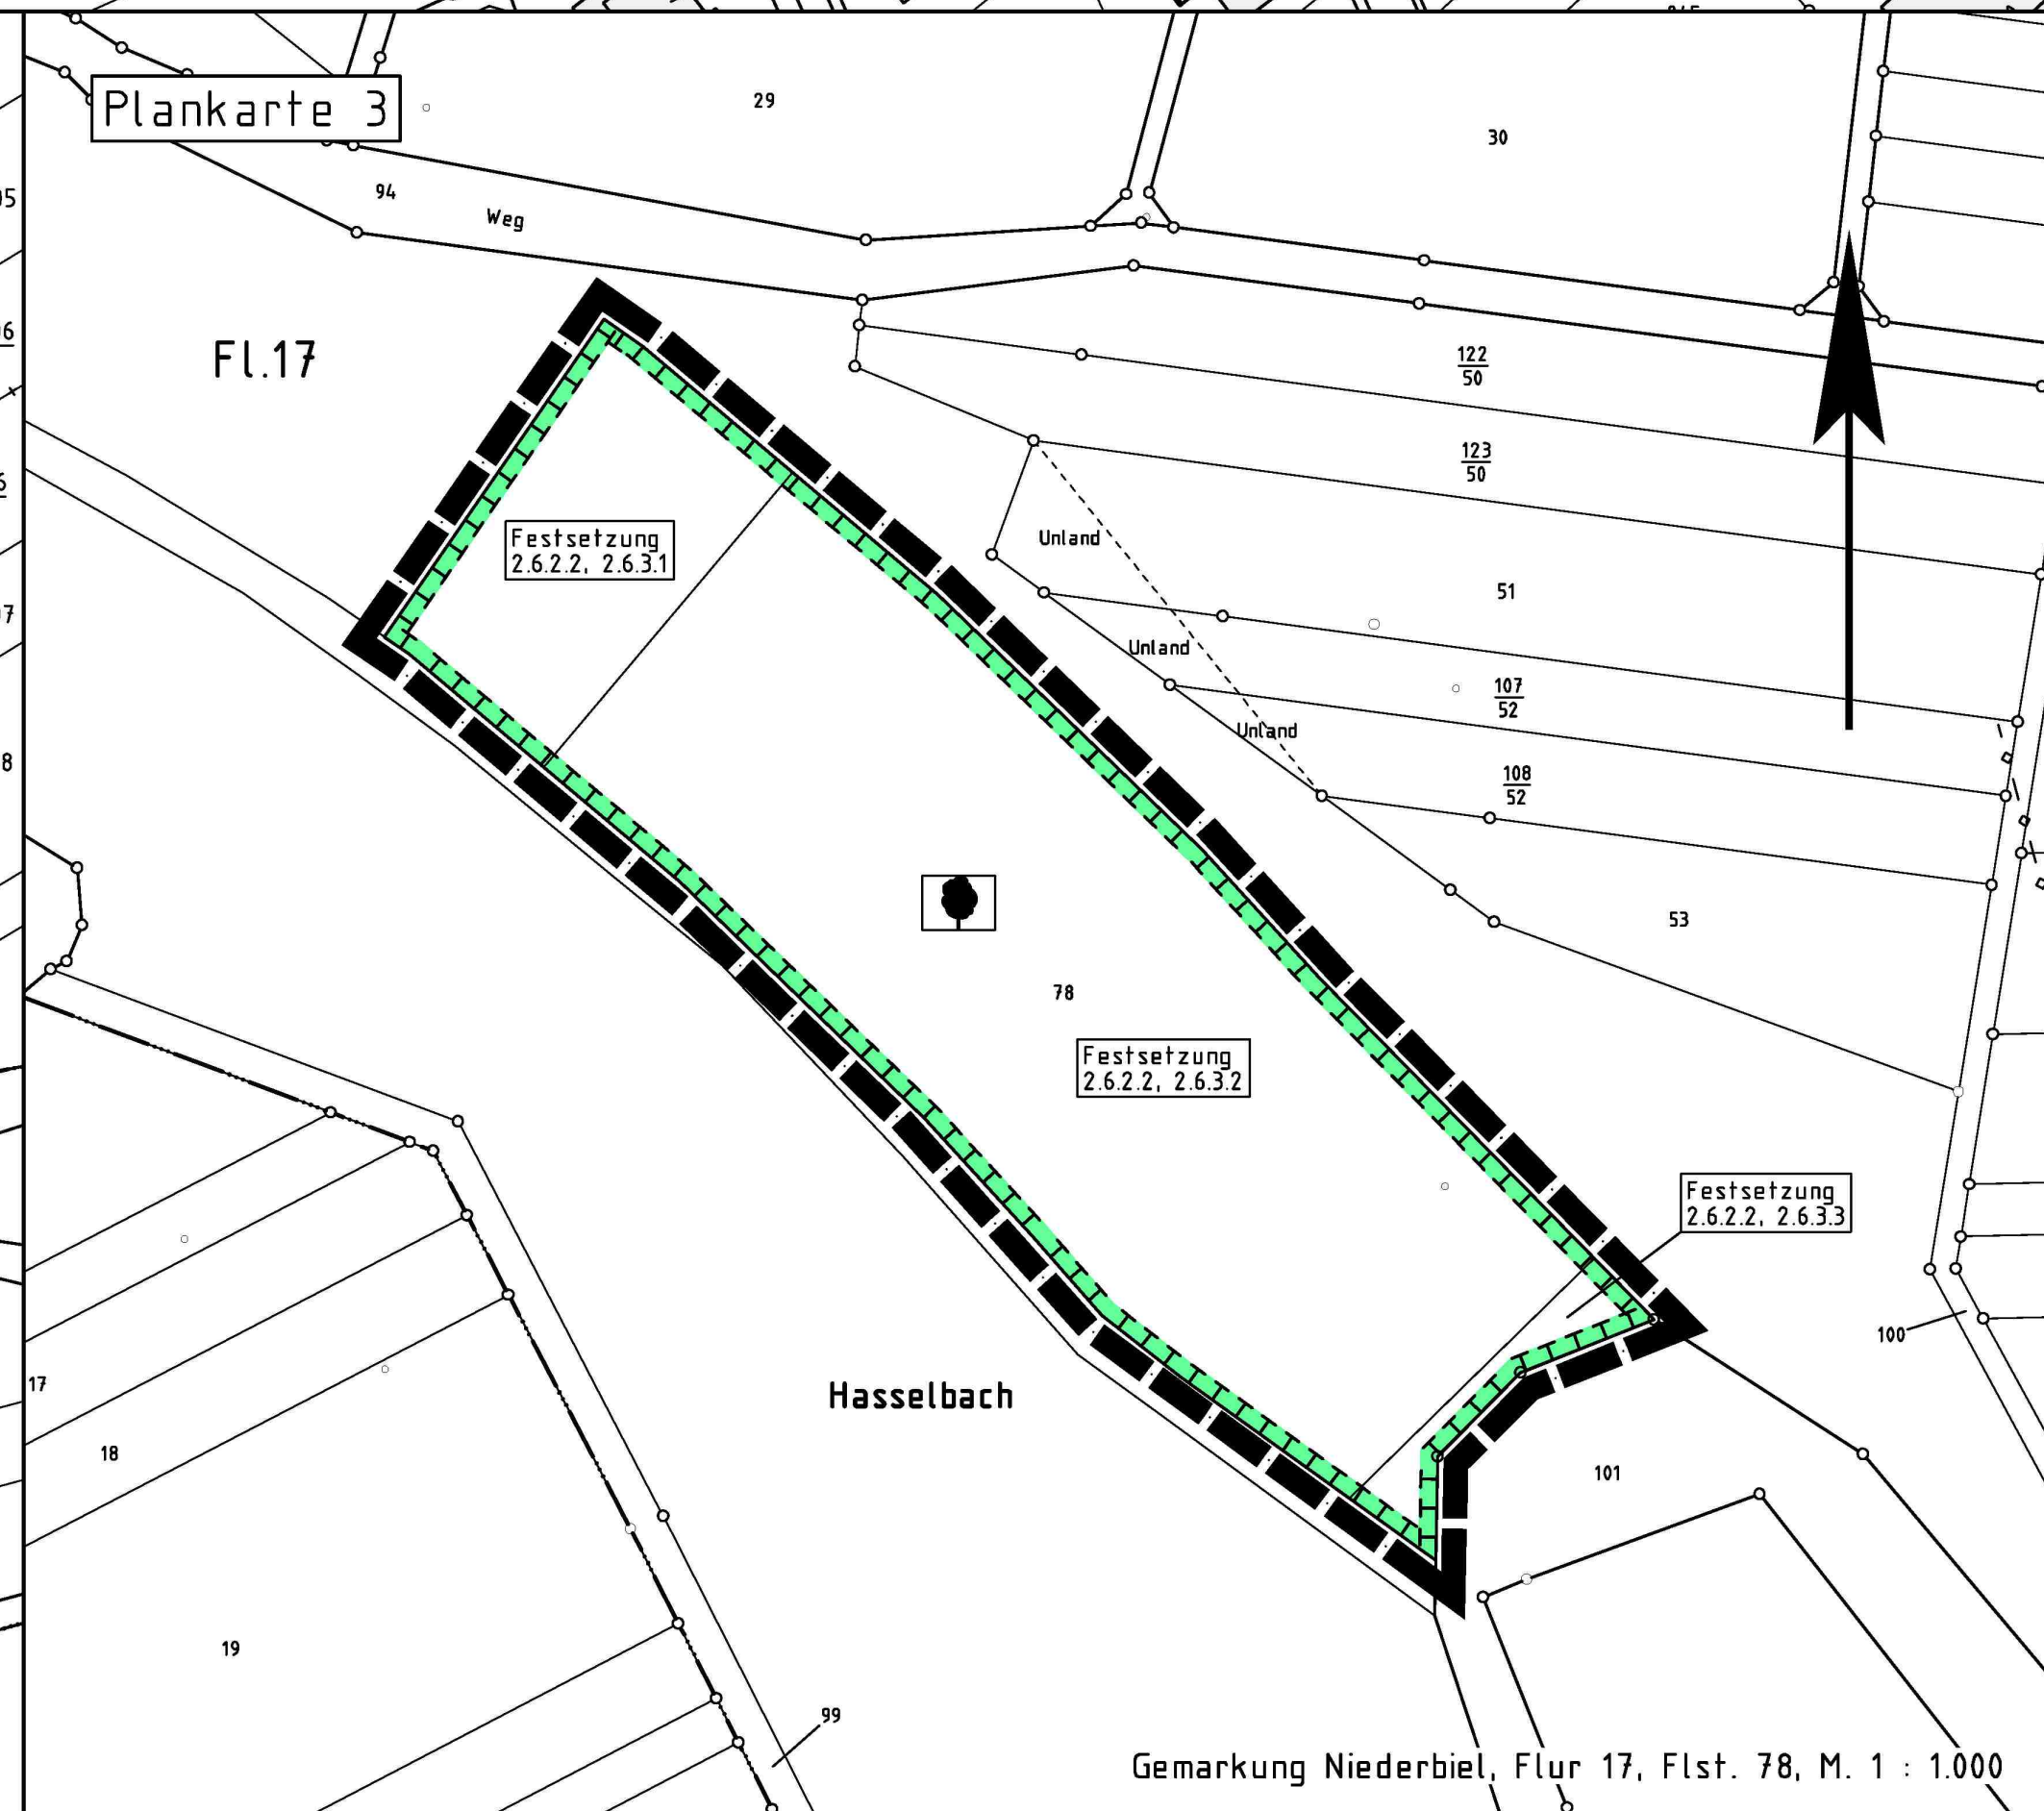 Plankarte 3
29
30
94
Weg
Fl.17
122
50
123
50
Festsetzung
2.6.2.2, 2.6.3.1
Unland
51
Unland
107
52
Unland
108
52
53
78
Festsetzung
2.6.2.2, 2.6.3.2
Festsetzung
2.6.2.2, 2.6.3.3
100
17
Hasselbach
18
101
19
99
Gemarkung Niederbiel, Flur 17, Flst. 78, M. 1 : 1.000